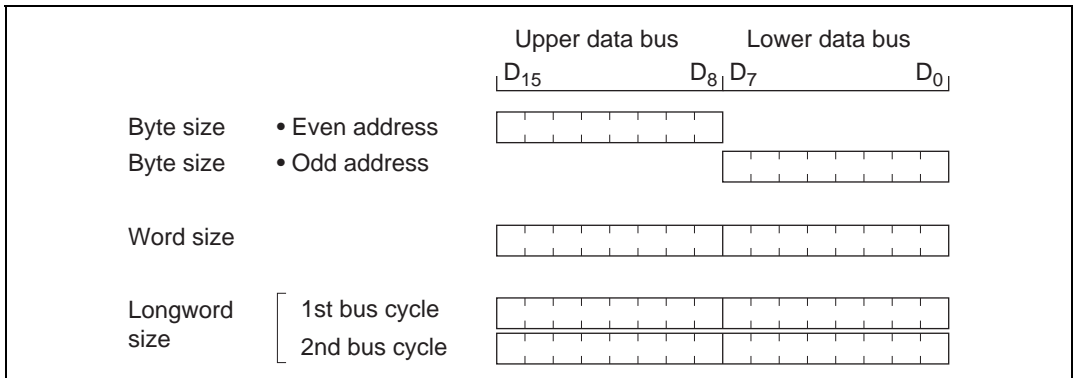 Upper data bus Lower data bus
D15 D8 D7 D0
Byte size • Even address
Byte size • Odd address
Word size
Longword size 1st bus cycle
2nd bus cycle